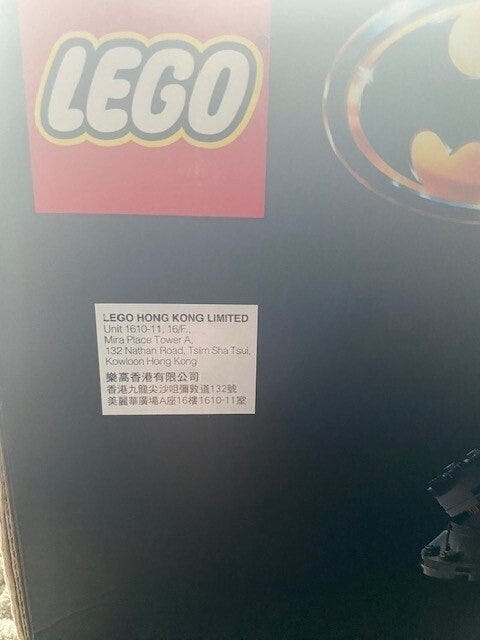 LEGO
LEGO HONG KONG LIMITED
Unit 1610-11, 16/F.,
Mira Place Tower A,
132 Nathan Road, Tsim Sha Tsui,
Kowloon Hong Kong
樂高香港有限公司
香港九龍尖沙咀彌敦道132號
美麗華廣場A座16樓1610-11室